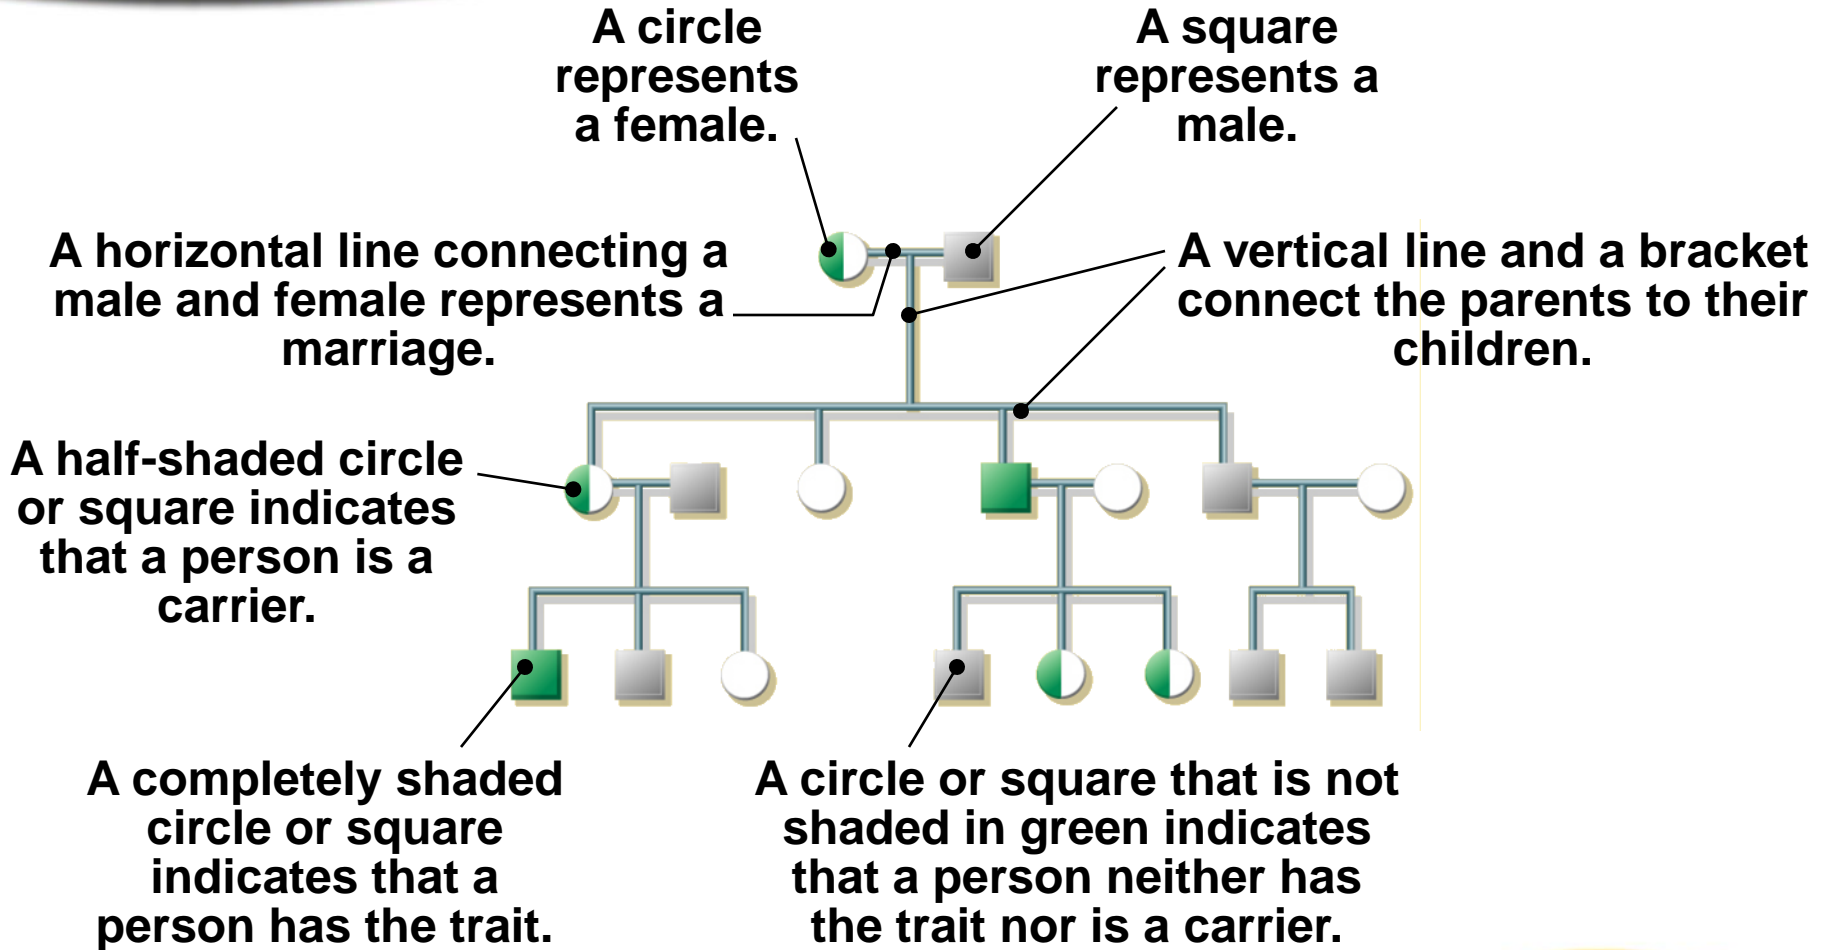 A circle
represents
a female.
A square
represents a
male.
A horizontal line connecting a
male and female represents a
marriage.
A vertical line and a bracket
connect the parents to their
children.
A half-shaded circle
or square indicates
that a person is a
carrier.
A completely shaded
circle or square
indicates that a
person has the trait.
A circle or square that is not
shaded in green indicates
that a person neither has
the trait nor is a carrier.